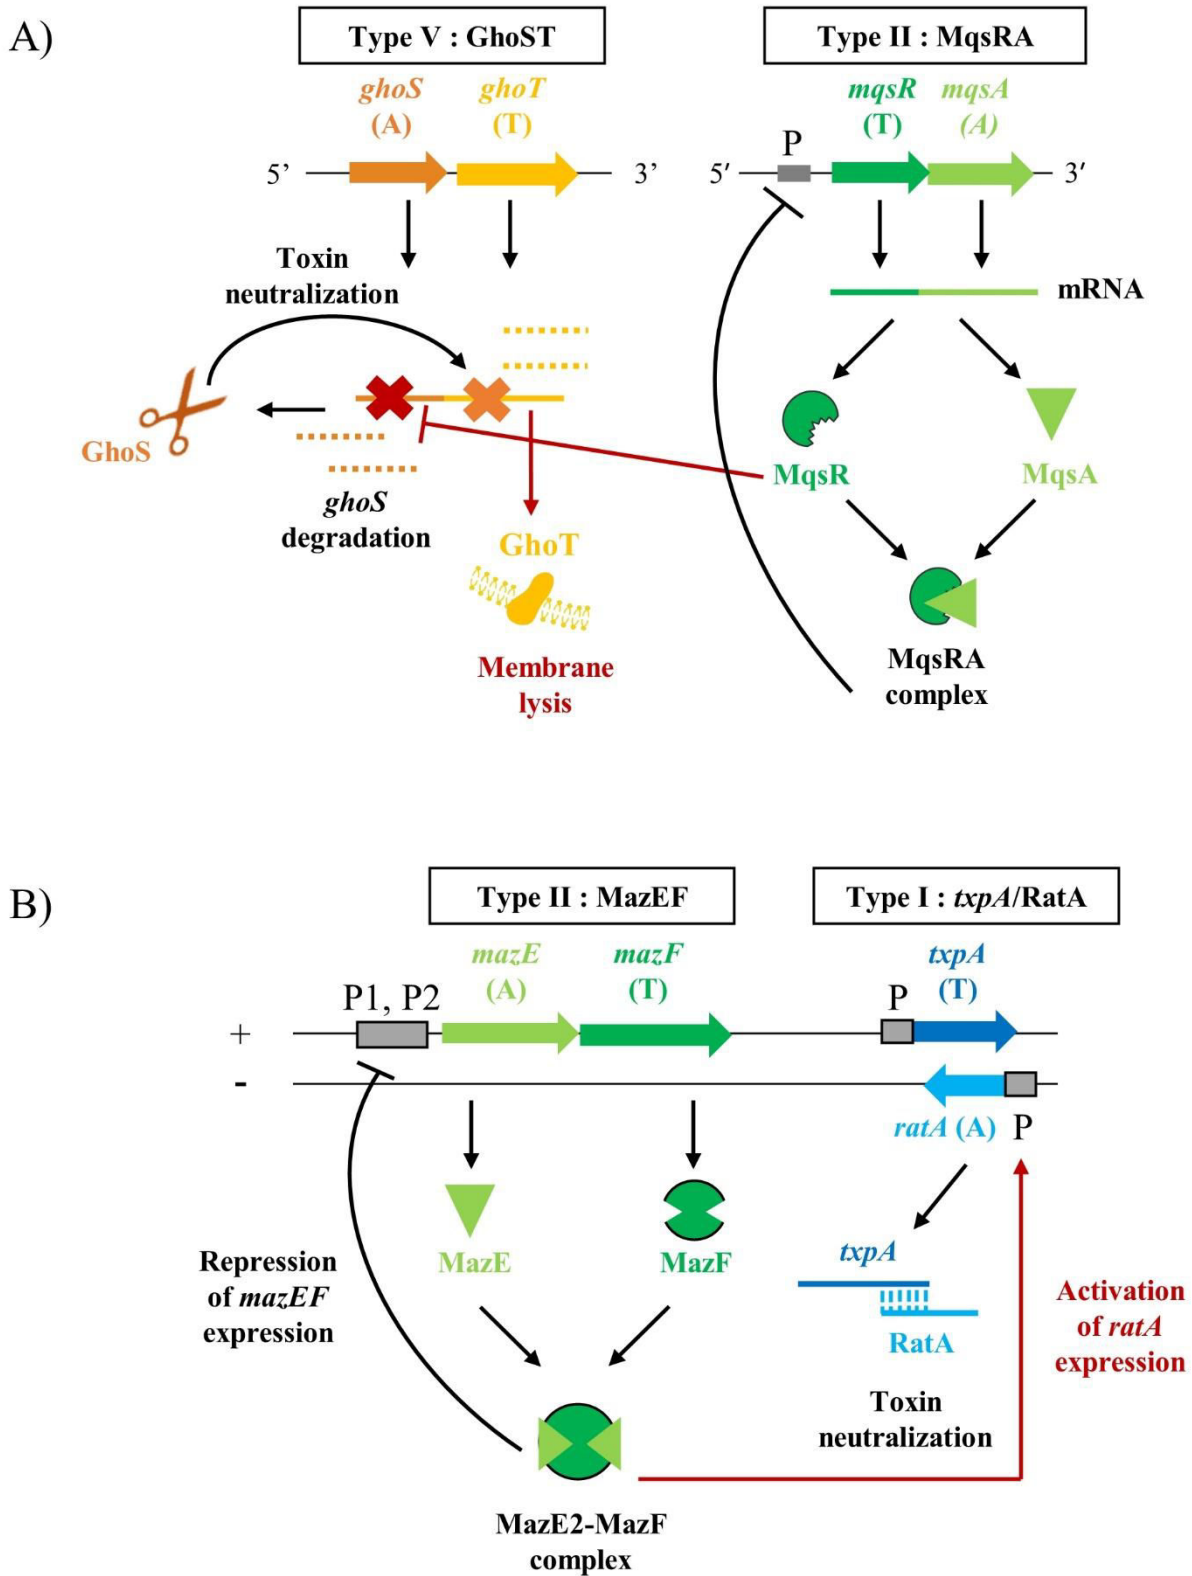 A)
Type V : GhoST
Type II : MqsRA
ghoS
(A)
ghoT
(T)
mqsR
(T)
mqsA
(A)
P
5’
3’
5′
3′
Toxin
neutralization
mRNA
GhoS
ghoS
degradation
GhoT
Membrane
lysis
MqsR
MqsA
MqsRA
complex
B)
Type II : MazEF
Type I : txpA/RatA
mazE
(A)
mazF
(T)
txpA
(T)
P1, P2
P
+
-
ratA (A)
P
MazE
MazF
txpA
RatA
Repression
of mazEF
expression
Activation
of ratA
expression
Toxin
neutralization
MazE2-MazF
complex